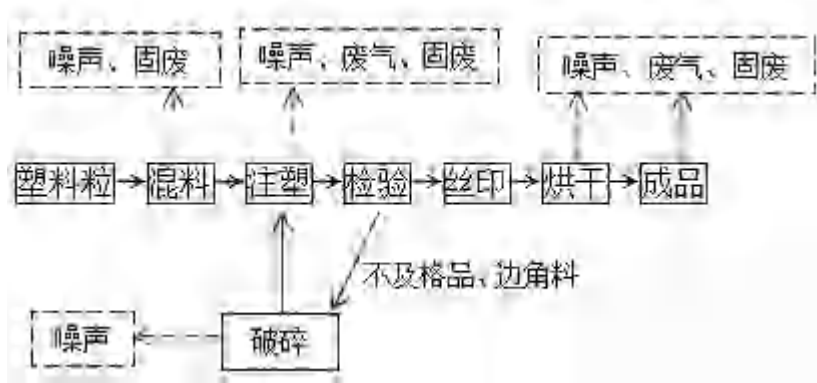 噪声、固废
噪声、废气、固废
噪声、废气、固废
塑料粒 混料 注塑 检验 丝印 烘干 成品
不及格品、边角料
噪声
破碎